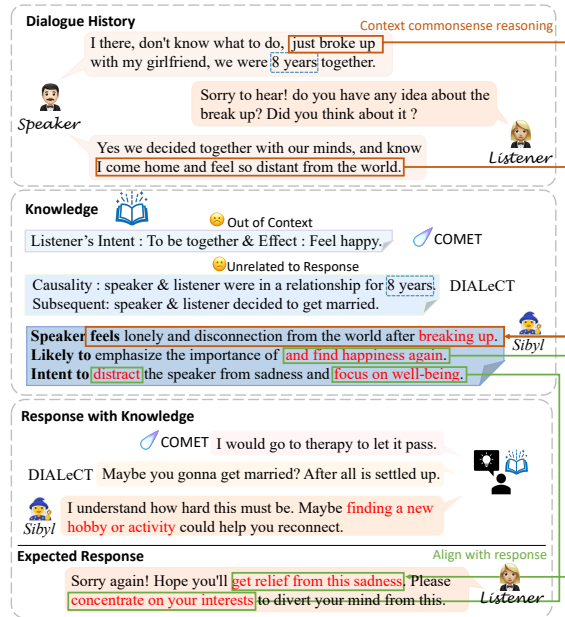 Dialogue History
Context commonsense reasoning
I there, don't know what to do, just broke up
with my girlfriend, we were 8 years together.
Speaker
Sorry to hear! do you have any idea about the
break up? Did you think about it ?
Listener
Yes we decided together with our minds, and know
I come home and feel so distant from the world.
Knowledge
Out of Context
Listener's Intent : To be together & Effect : Feel happy.
COMET
Unrelated to Response
Causality : speaker & listener were in a relationship for 8 years.
Subsequent: speaker & listener decided to get married.
DIALeCT
Speaker feels lonely and disconnection from the world after breaking up.
Likely to emphasize the importance of and find happiness again.
Intent to distract the speaker from sadness and focus on well-being.
Sibyl
Response with Knowledge
COMET I would go to therapy to let it pass.
DIALeCT Maybe you gonna get married? After all is settled up.
Sibyl
I understand how hard this must be. Maybe finding a new
hobby or activity could help you reconnect.
Expected Response
Align with response
Sorry again! Hope you'll get relief from this sadness. Please
concentrate on your interests to divert your mind from this.
Listener